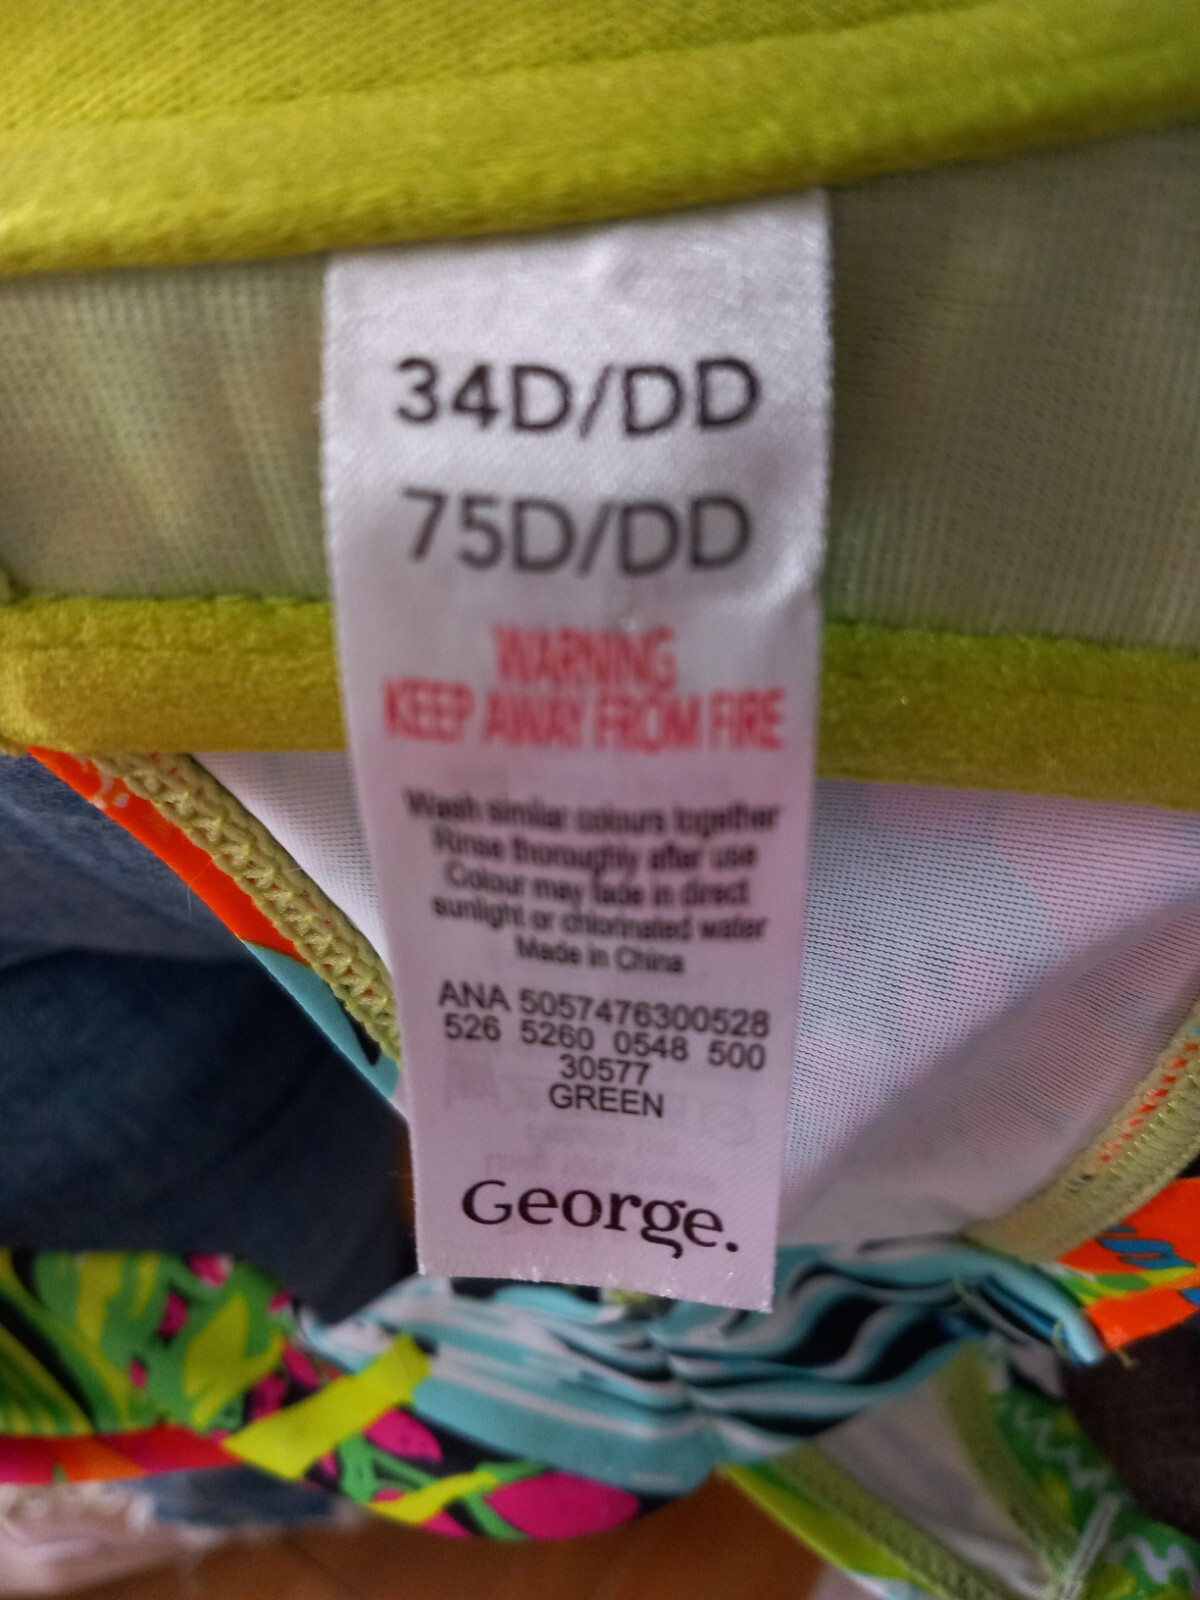 34D/DD
75D/DD
WARNING
KEEP AWAY FROM FIRE
Wash similar colours together
Rinse thoroughly after use
Colour may fade in direct
sunlight or chlorinated water
Made in China
ANA 5057476300528
526 5260 0548 500
30577
GREEN
George.